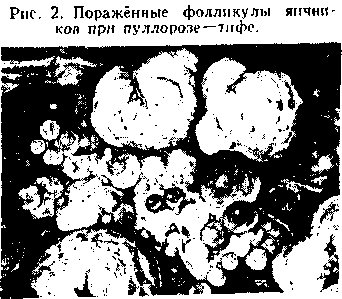 Рис. 2. Поражённые фолликулы яични-
ков при пуллорозе—тифе.